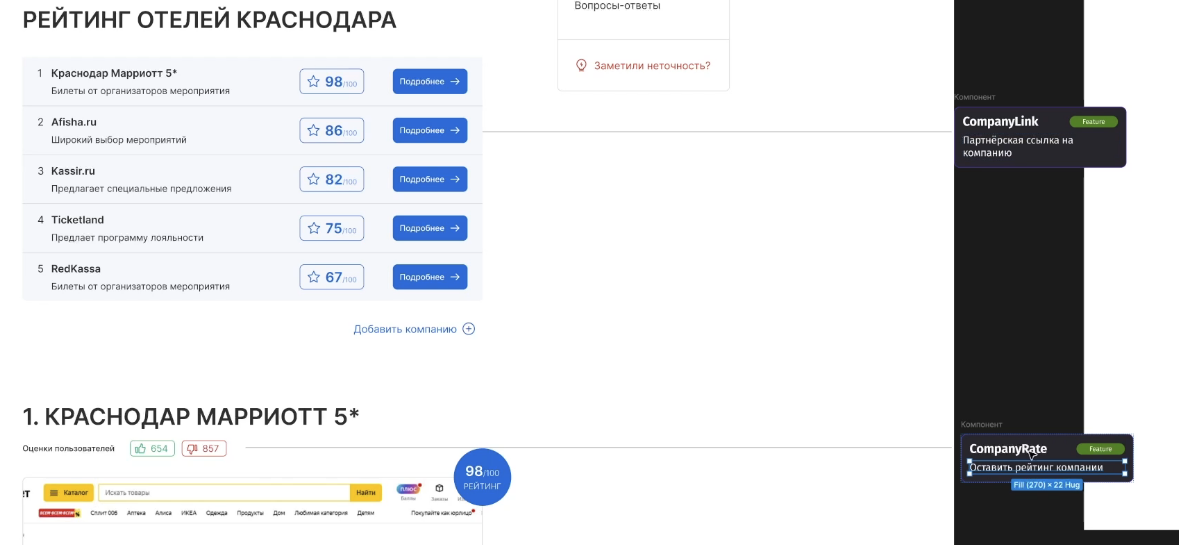 РЕЙТИНГ ОТЕЛЕЙ КРАСНОДАРА
1 Краснодар Марриотт 5*
Билеты от организаторов мероприятия
98/100
Подробнее →
2 Afisha.ru
Широкий выбор мероприятий
86/100
Подробнее →
3 Kassir.ru
Предлагает специальные предложения
82/100
Подробнее →
4 Ticketland
Предлает программу лояльности
75/100
Подробнее →
5 RedKassa
Билеты от организаторов мероприятия
67/100
Подробнее →
Добавить компанию
Вопросы-ответы
Заметили неточность?
Компонент
CompanyLink
Feature
Партнёрская ссылка на
компанию
1. КРАСНОДАР МАРРИОТТ 5*
Оценки пользователей 654 857
98/100
РЕЙТИНГ
Каталог Искать товары Найти плюс Заказы
Сплит 00% Аптека Алиса ИКЕА Одежда Продукты Дом Любимая категория Детям Покупайте как юрлицо
Компонент
CompanyRate
Feature
Оставить рейтинг компании
Fill (270) × 22 Hug